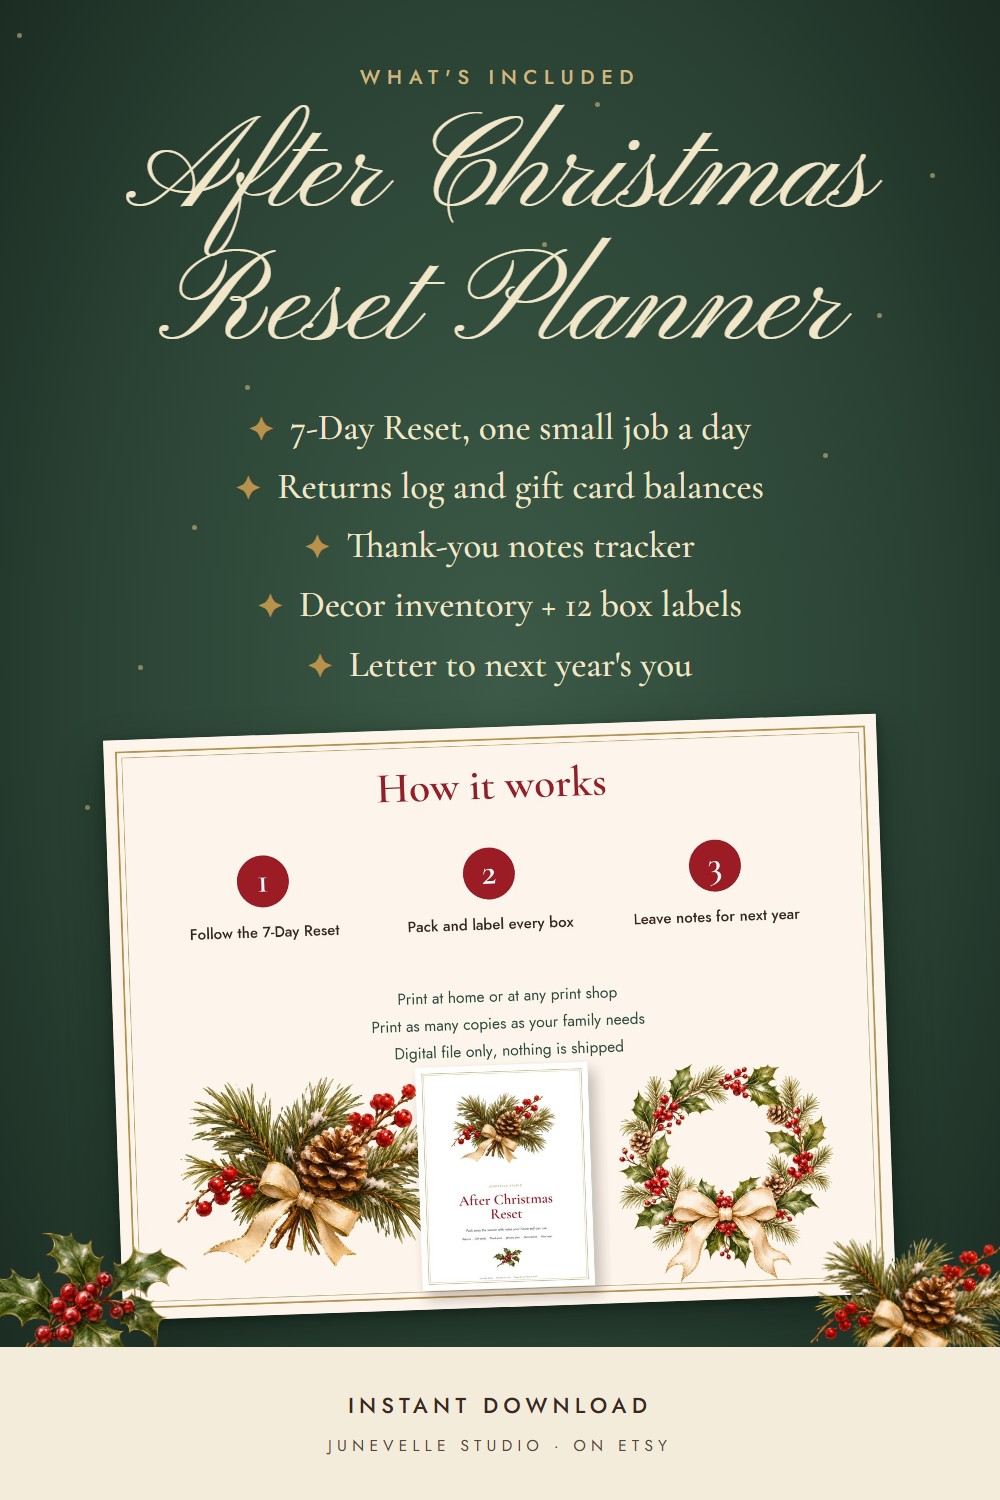 WHAT'S INCLUDED
After Christmas
Reset Planner
7-Day Reset, one small job a day
Returns log and gift card balances
Thank-you notes tracker
Decor inventory + 12 box labels
Letter to next year's you
How it works
1
2
3
Follow the 7-Day Reset
Pack and label every box
Leave notes for next year
Print at home or at any print shop
Print as many copies as your family needs
Digital file only, nothing is shipped
After Christmas
Reset
INSTANT DOWNLOAD
JUNEVELLE STUDIO · ON ETSY